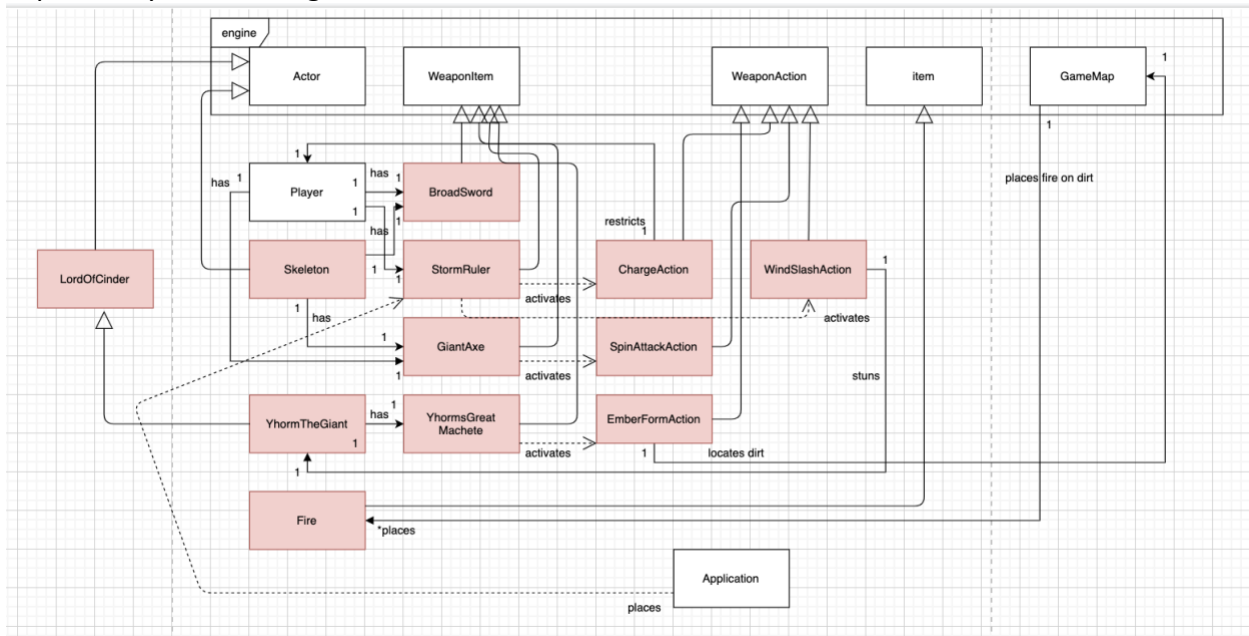 engine
Actor
WeaponItem
WeaponAction
item
GameMap
1
1
places fire on dirt
1
has
1
Player
1
has
1
1
has
BroadSword
1
restricts
1
LordOfCinder
Skeleton
1
StormRuler
1
activates
ChargeAction
WindSlashAction
1
activates
1
has
1
GiantAxe
1
activates
SpinAttackAction
stuns
YhormTheGiant
1
has
1
YhormsGreat
Machete
activates
EmberFormAction
1
locates dirt
1
Fire
*places
Application
places